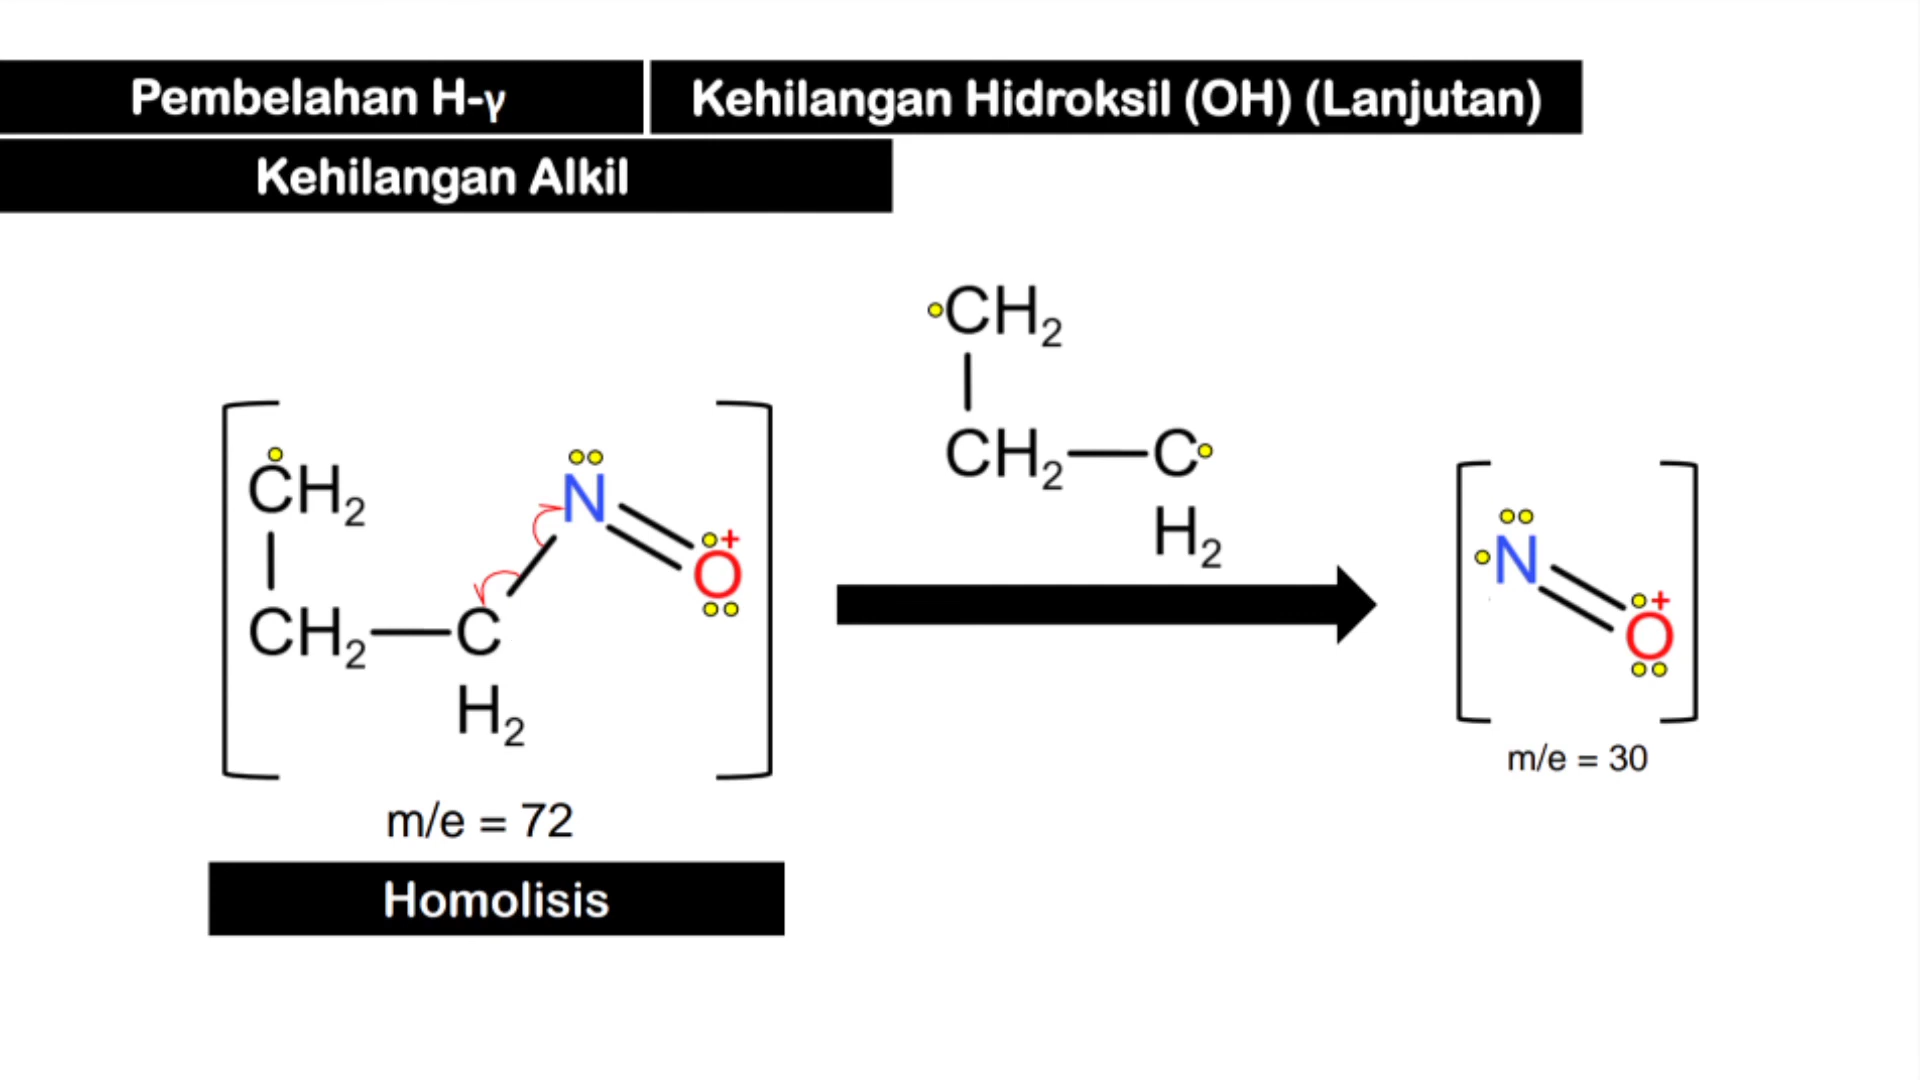 Pembelahan H-γ
Kehilangan Hidroksil (OH) (Lanjutan)
Kehilangan Alkil
CH2
CH2
C
H2
N
O
+
m/e = 72
Homolisis
CH2
CH2
C
H2
N
O
+
m/e = 30